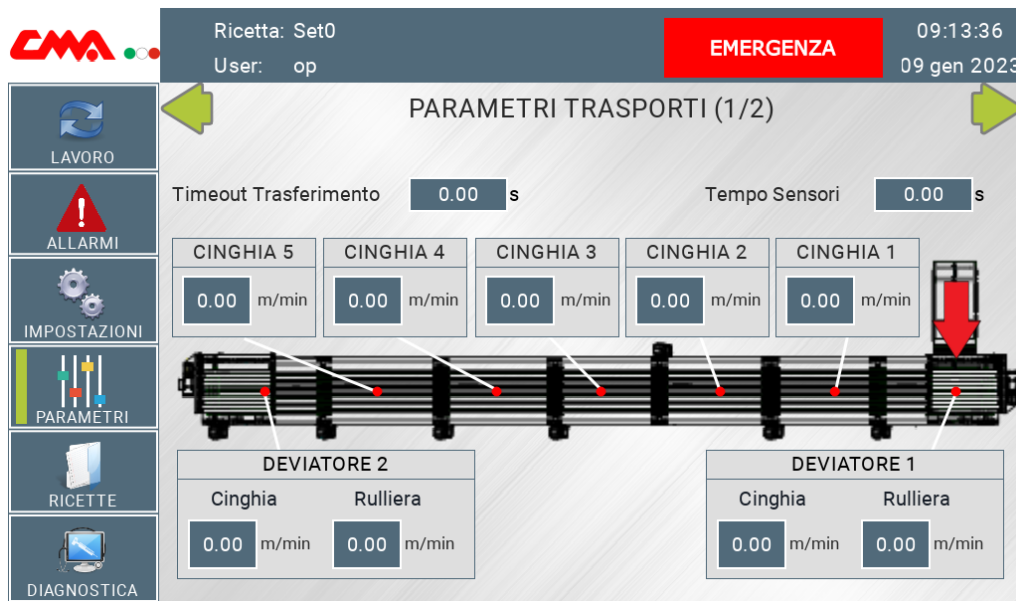 CMA
Ricetta: Set0
User: op
EMERGENZA
09:13:36
09 gen 2023
LAVORO
ALLARMI
IMPOSTAZIONI
PARAMETRI
RICETTE
DIAGNOSTICA
PARAMETRI TRASPORTI (1/2)
Timeout Trasferimento 0.00 s
Tempo Sensori 0.00 s
CINGHIA 5 CINGHIA 4 CINGHIA 3 CINGHIA 2 CINGHIA 1
0.00 m/min 0.00 m/min 0.00 m/min 0.00 m/min 0.00 m/min
DEVIATORE 2
Cinghia Rulliera
0.00 m/min 0.00 m/min
DEVIATORE 1
Cinghia Rulliera
0.00 m/min 0.00 m/min